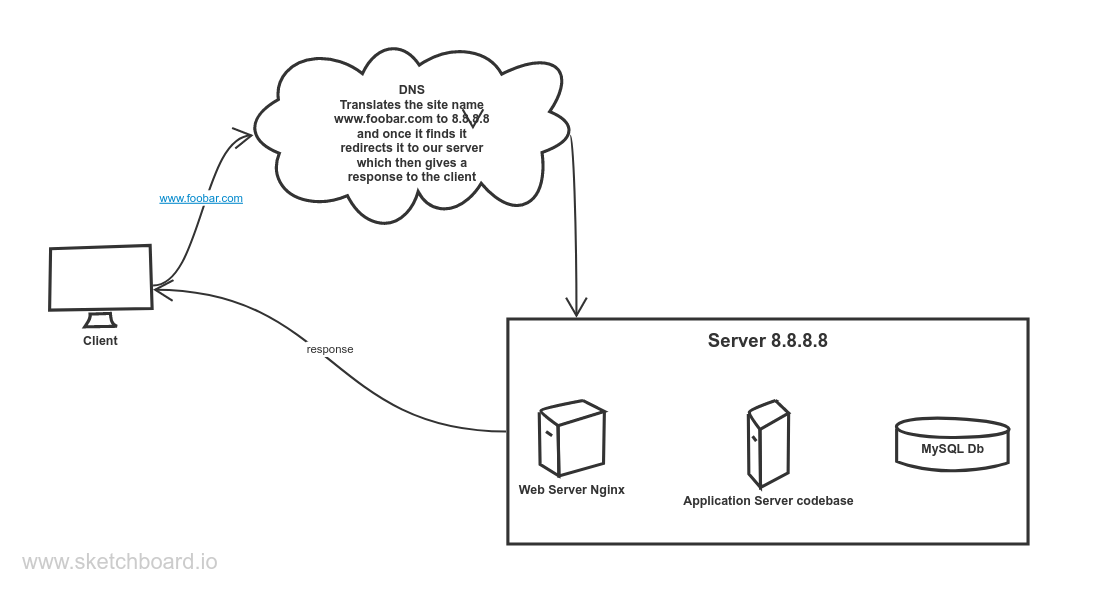 DNS
Translates the site name
www.foobar.com to 8.8.8.8
and once it finds it
redirects it to our server
which then gives a
response to the client
www.foobar.com
Client
response
Server 8.8.8.8
MySQL Db
Web Server Nginx
Application Server codebase
www.sketchboard.io